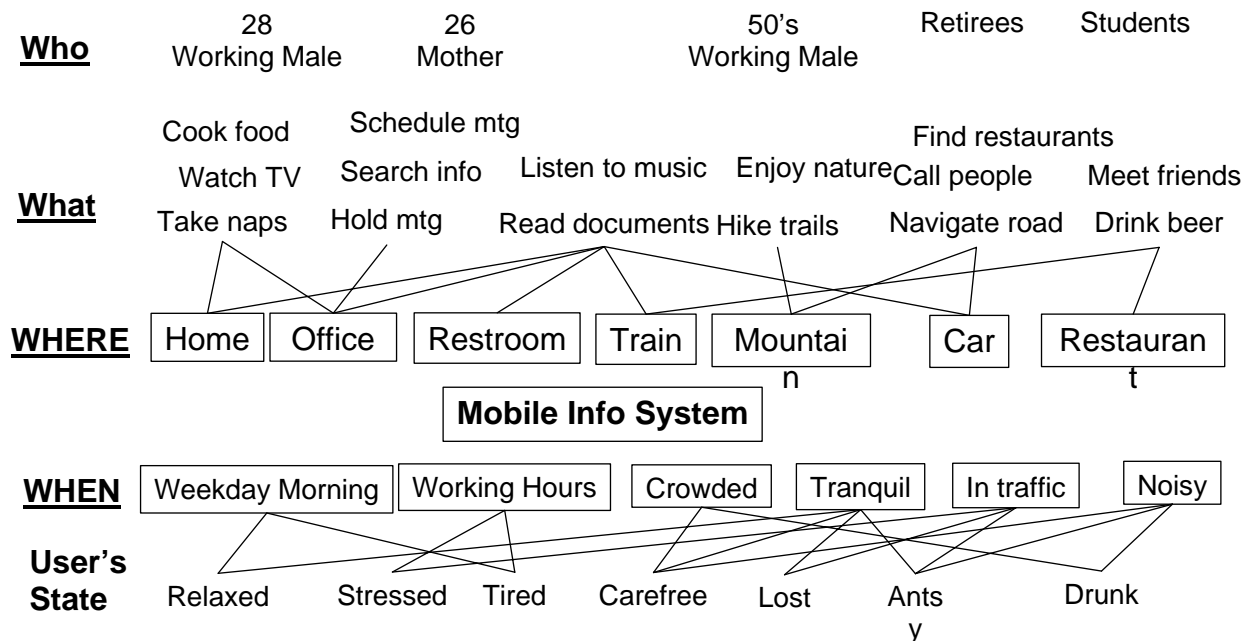 Who
28
Working Male
26
Mother
50's
Working Male
Retirees
Students
What
Cook food
Watch TV
Take naps
Schedule mtg
Search info
Hold mtg
Listen to music
Read documents
Enjoy nature
Hike trails
Find restaurants
Call people
Navigate road
Meet friends
Drink beer
WHERE
Home
Office
Restroom
Train
Mountai
n
Car
Restauran
t
Mobile Info System
WHEN
Weekday Morning
Working Hours
Crowded
Tranquil
In traffic
Noisy
User's
State
Relaxed
Stressed
Tired
Carefree
Lost
Ants
y
Drunk